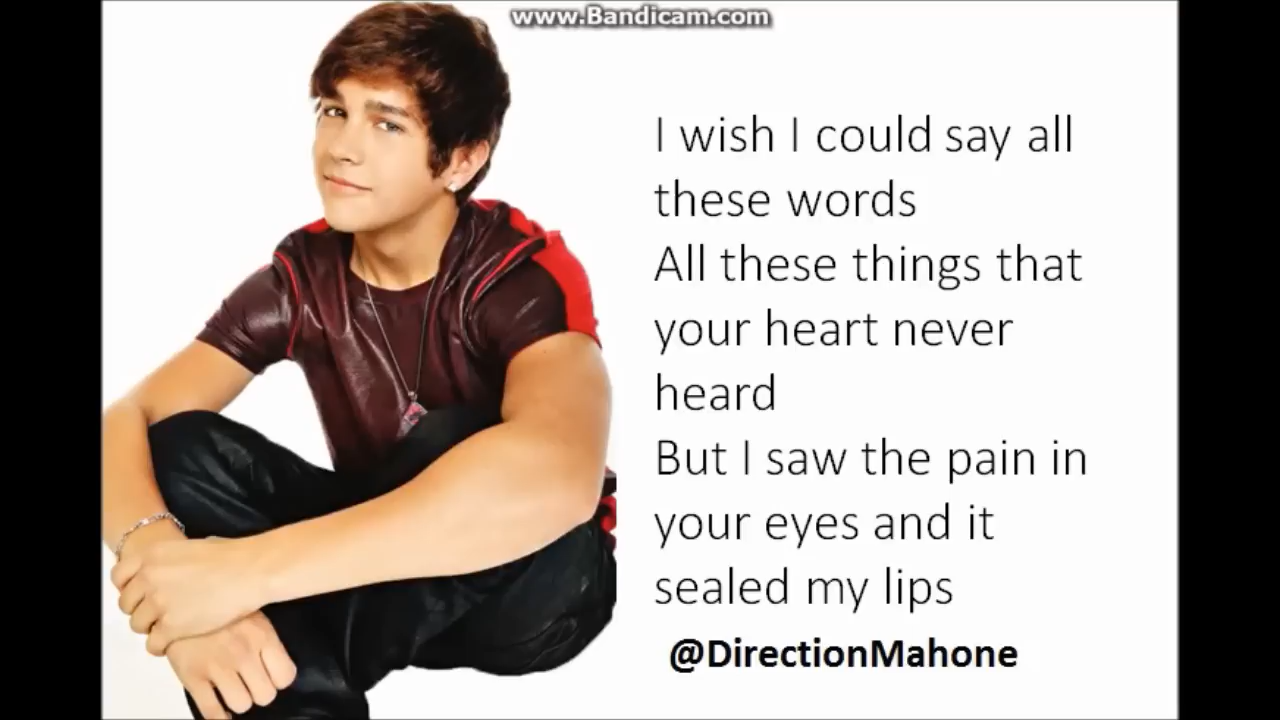 www.Bandicam.com
I wish I could say all
these words
All these things that
your heart never
heard
But I saw the pain in
your eyes and it
sealed my lips
@DirectionMahone